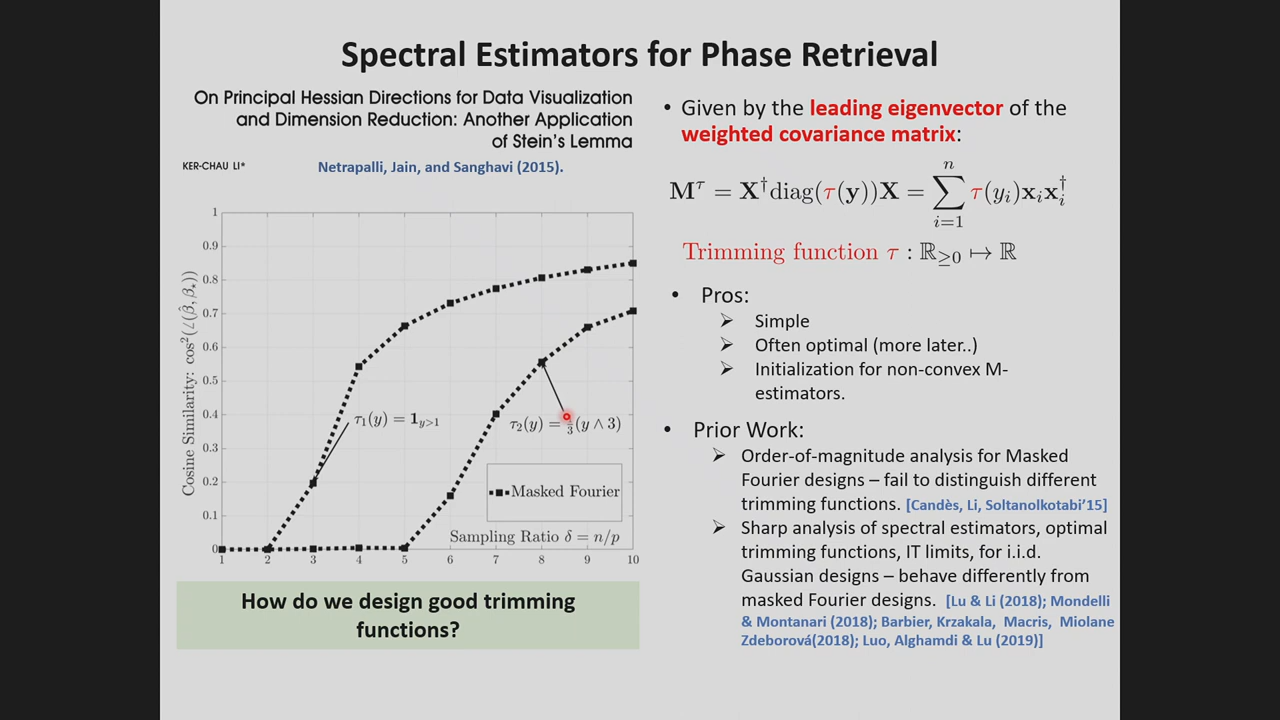 Spectral Estimators for Phase Retrieval
On Principal Hessian Directions for Data Visualization
and Dimension Reduction: Another Application
of Stein's Lemma
KER-CHAU LI*
Netrapalli, Jain, and Sanghavi (2015).
Cosine Similarity: cos²(∠(β̂, β⋆))
1
0.9
0.8
0.7
0.6
0.5
0.4
0.3
0.2
0.1
0
τ₁(y) = 𝟏_{y>1}
τ₂(y) = 1/3 (y ∧ 3)
Masked Fourier
Sampling Ratio δ = n/p
1 2 3 4 5 6 7 8 9 10
How do we design good trimming
functions?
• Given by the leading eigenvector of the
weighted covariance matrix:
M^τ = X†diag(τ(y))X = ∑_{i=1}^{n} τ(y_i)x_i x_i†
Trimming function τ : ℝ≥0 ↦ ℝ
• Pros:
➢ Simple
➢ Often optimal (more later..)
➢ Initialization for non-convex M-
estimators.
• Prior Work:
➢ Order-of-magnitude analysis for Masked
Fourier designs – fail to distinguish different
trimming functions. [Candès, Li, Soltanolkotabi'15]
➢ Sharp analysis of spectral estimators, optimal
trimming functions, IT limits, for i.i.d.
Gaussian designs – behave differently from
masked Fourier designs. [Lu & Li (2018); Mondelli
& Montanari (2018); Barbier, Krzakala, Macris, Miolane
Zdeborová(2018); Luo, Alghamdi & Lu (2019)]